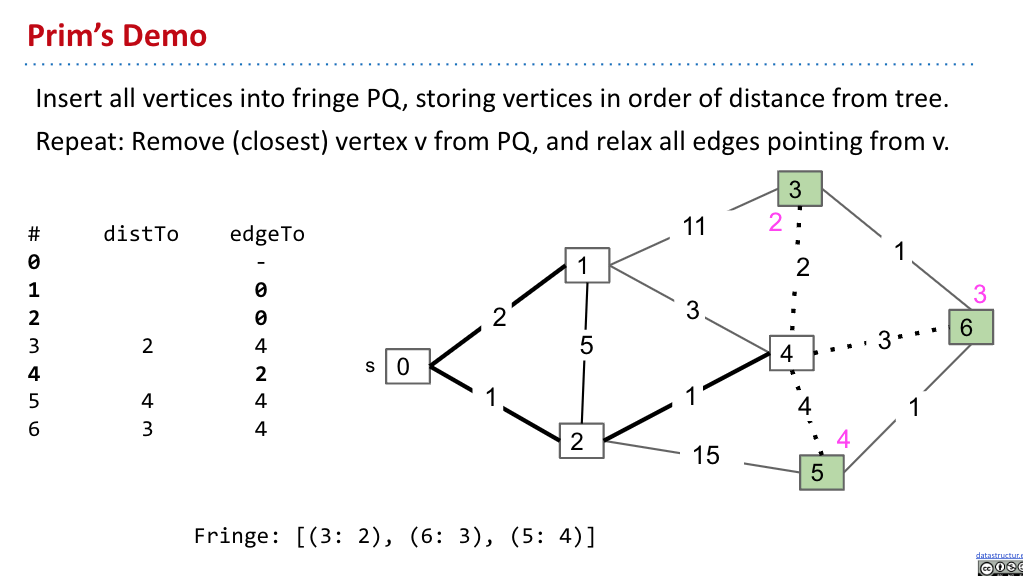 Prim's Demo
Insert all vertices into fringe PQ, storing vertices in order of distance from tree.
Repeat: Remove (closest) vertex v from PQ, and relax all edges pointing from v.
# distTo edgeTo
0 -
1 0
2 0
3 2 4
4 2
5 4 4
6 3 4
3
11
2
1
1
2
3
2
3
6
5
4
3
s
0
1
1
4
1
4
2
15
5
Fringe: [(3: 2), (6: 3), (5: 4)]